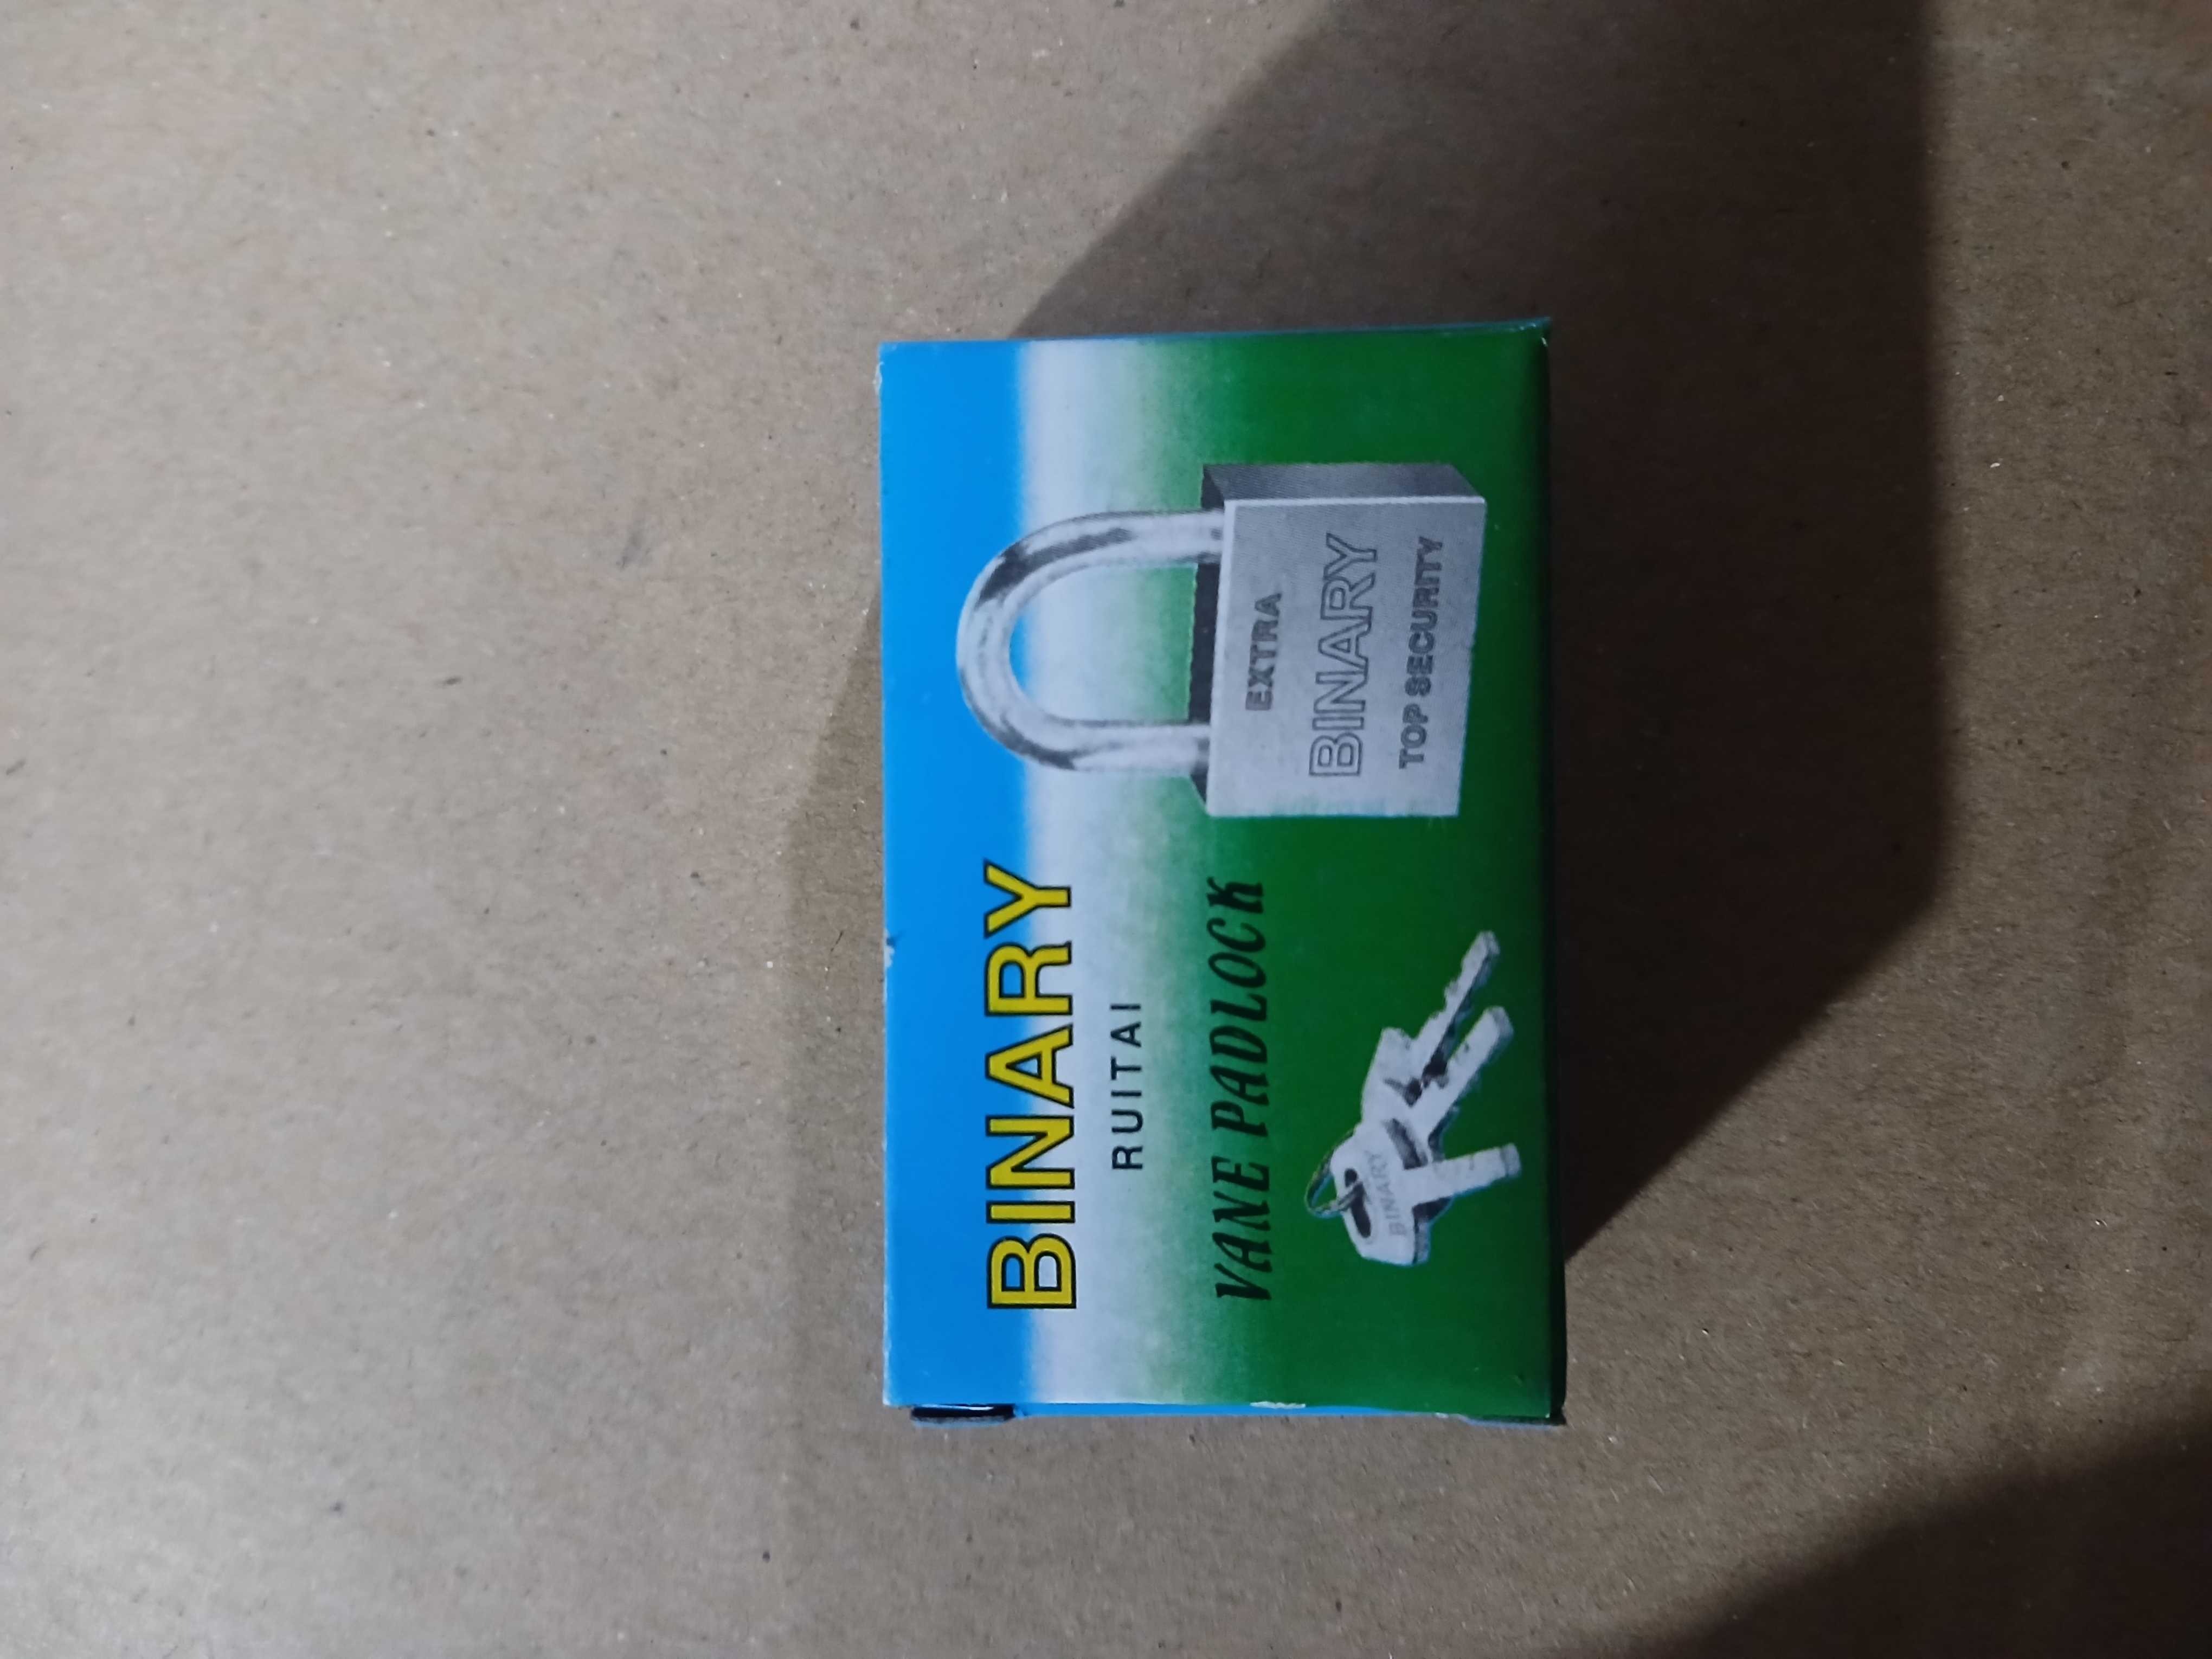 BINARY
RUITAI
VANE PADLOCK
EXTRA
BINARY
TOP SECURITY
BINARY